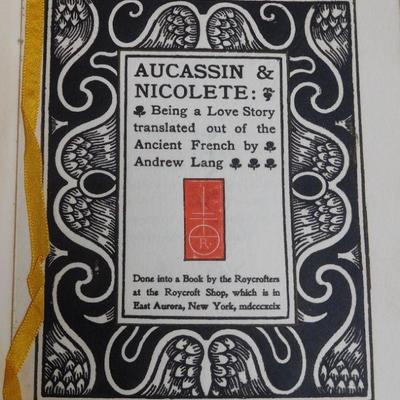 AUCASSIN &
NICOLETE:
Being a Love Story
translated out of the
Ancient French by
Andrew Lang
R
Done into a Book by the Roycrofters
at the Roycroft Shop, which is in
East Aurora, New York, mdcccxcix